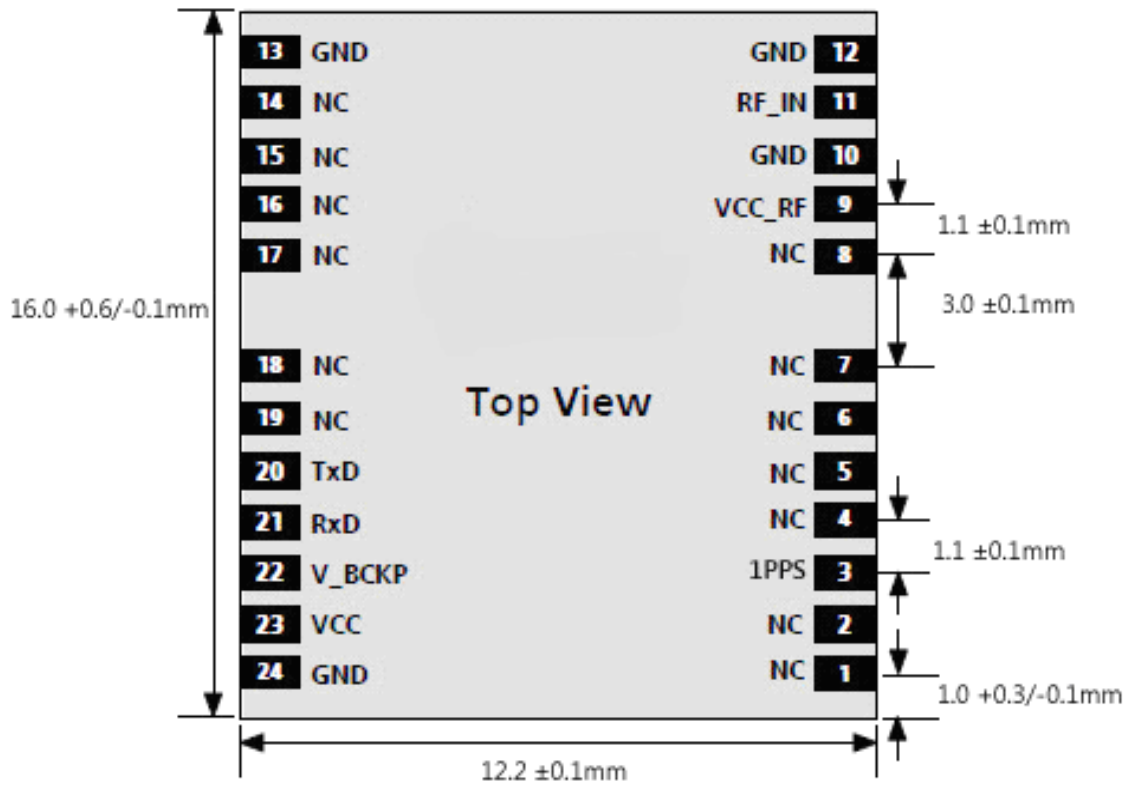 13 GND GND 12
14 NC RF_IN 11
15 NC GND 10
16 NC VCC_RF 9
1.1 ±0.1mm
17 NC NC 8
16.0 +0.6/-0.1mm
3.0 ±0.1mm
18 NC NC 7
Top View
19 NC NC 6
20 TxD NC 5
21 RxD NC 4
1.1 ±0.1mm
22 V_BCKP 1PPS 3
23 VCC NC 2
24 GND NC 1
1.0 +0.3/-0.1mm
12.2 ±0.1mm